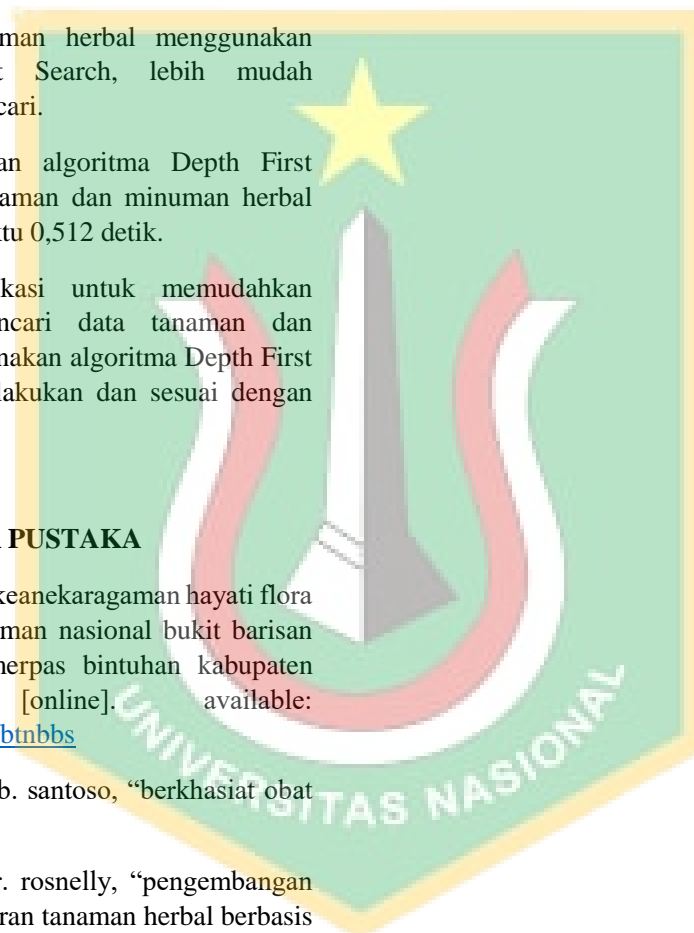 man herbal menggunakan
Search, lebih mudah
cari.
an algoritma Depth First
aman dan minuman herbal
tu 0,512 detik.
kasi untuk memudahkan
ncari data tanaman dan
nakan algoritma Depth First
lakukan dan sesuai dengan
PUSTAKA
keanekaragaman hayati flora
man nasional bukit barisan
nerpas bintuhan kabupaten
[online]. available:
btnbbs
b. santoso, “berkhasiat obat
r. rosnelly, “pengembangan
ran tanaman herbal berbasis
UNIVERSITAS NASIONAL